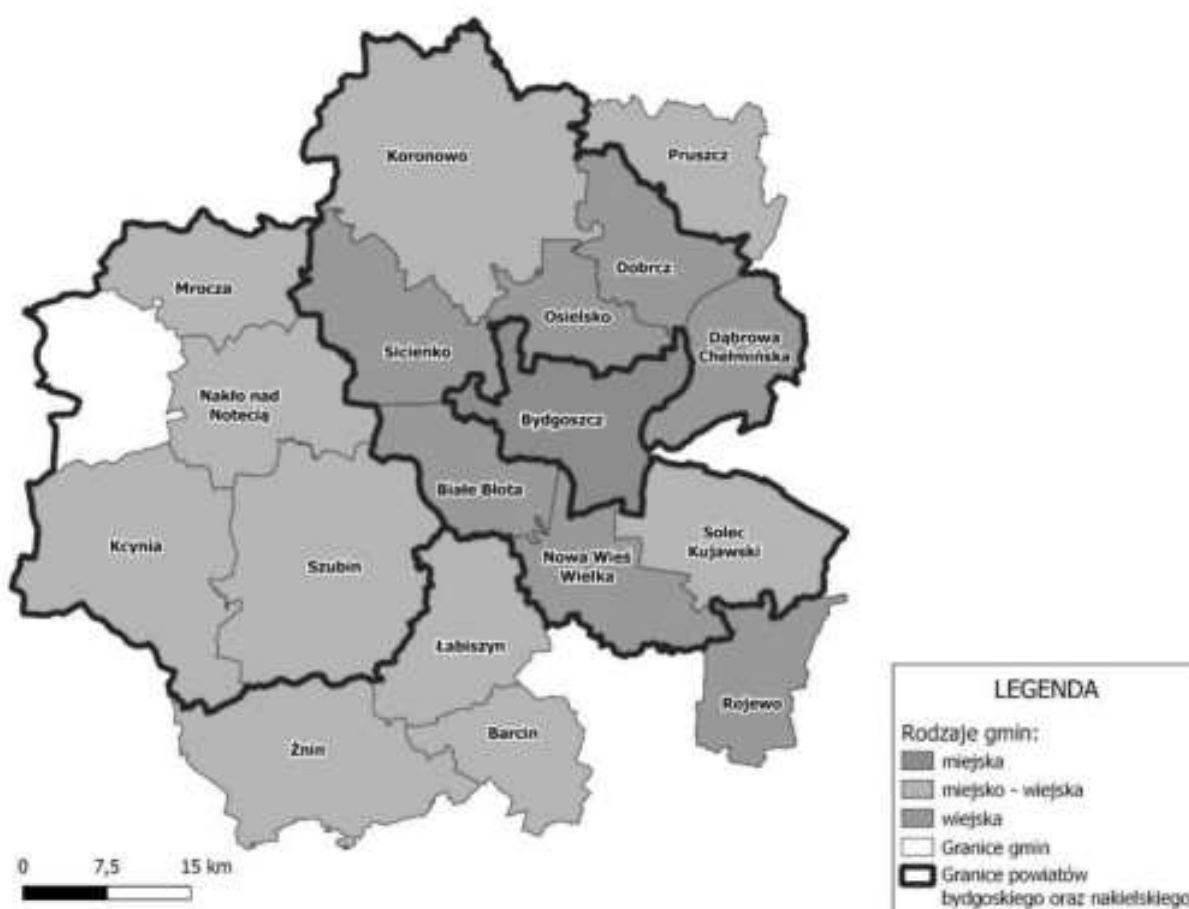 Koronowo
Pruszcz
Dobrcz
Mrocza
Osielsko
Dąbrowa
Chełmińska
Sicienko
Nakło nad
Notecią
Bydgoszcz
Białe Błota
Solec
Kujawski
Kcynia
Szubin
Nowa Wieś
Wielka
Łabiszyn
Rojewo
Barcin
Żnin
0 7,5 15 km
LEGENDA
Rodzaje gmin:
miejska
miejsko - wiejska
wiejska
Granice gmin
Granice powiatów
bydgoskiego oraz nakielskiego